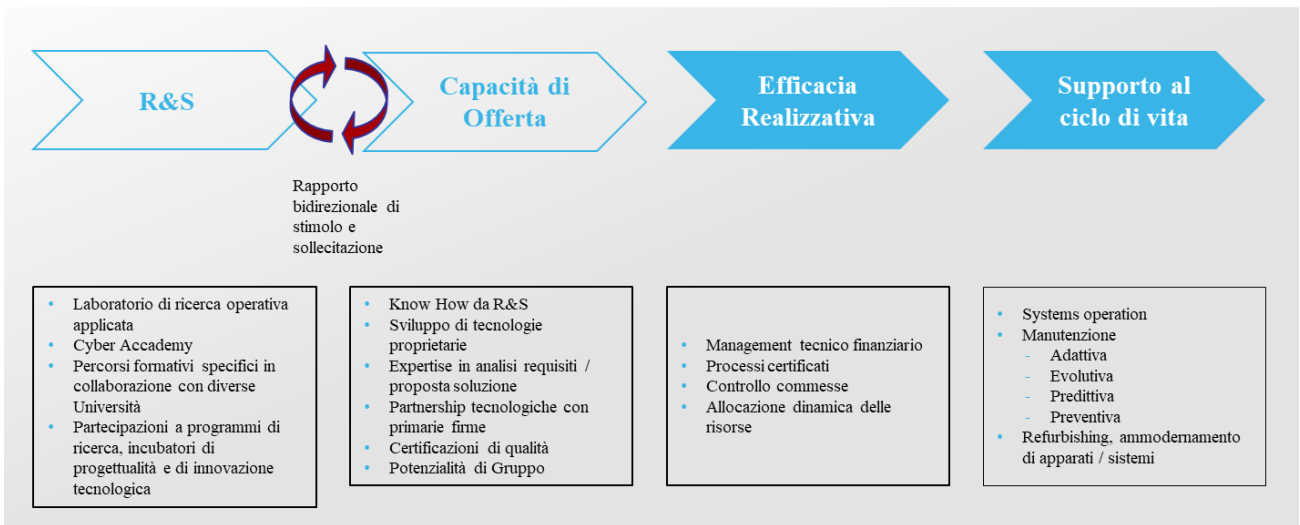 R&S
Capacità di
Offerta
Efficacia
Realizzativa
Supporto al
ciclo di vita
Rapporto
bidirezionale di
stimolo e
sollecitazione
• Laboratorio di ricerca operativa
applicata
• Cyber Accademy
• Percorsi formativi specifici in
collaborazione con diverse
Università
• Partecipazioni a programmi di
ricerca, incubatori di
progettualità e di innovazione
tecnologica
• Know How da R&S
• Sviluppo di tecnologie
proprietarie
• Expertise in analisi requisiti /
proposta soluzione
• Partnership tecnologiche con
primarie firme
• Certificazioni di qualità
• Potenzialità di Gruppo
• Management tecnico finanziario
• Processi certificati
• Controllo commesse
• Allocazione dinamica delle
risorse
• Systems operation
• Manutenzione
- Adattiva
- Evolutiva
- Predittiva
- Preventiva
• Refurbishing, ammodernamento
di apparati / sistemi